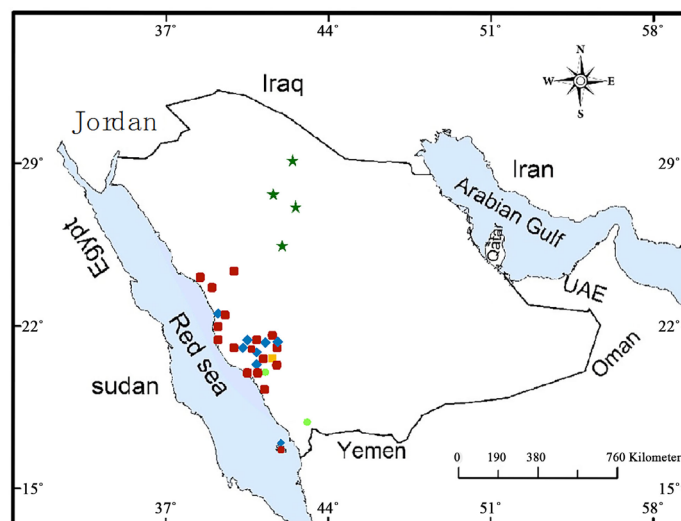 37° 44° 51° 58°
N
W E
S
Iraq
Jordan
29° 29°
Iran
Arabian Gulf
Qatar
Egypt
UAE
22° 22°
Red sea
Oman
sudan
Yemen
0 190 380 760 Kilometer
15° 15°
37° 44° 51° 58°